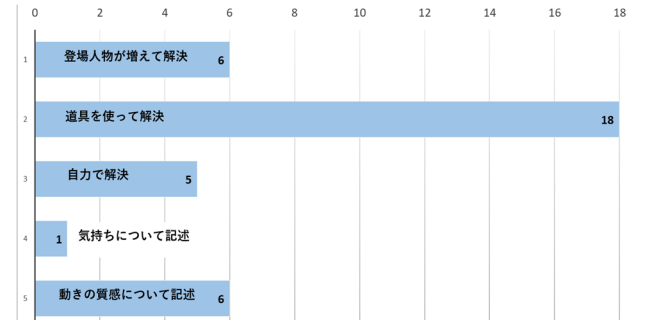 0 2 4 6 8 10 12 14 16 18
1 登場人物が増えて解決 6
2 道具を使って解決 18
3 自力で解決 5
4 1 気持ちについて記述
5 動きの質感について記述 6